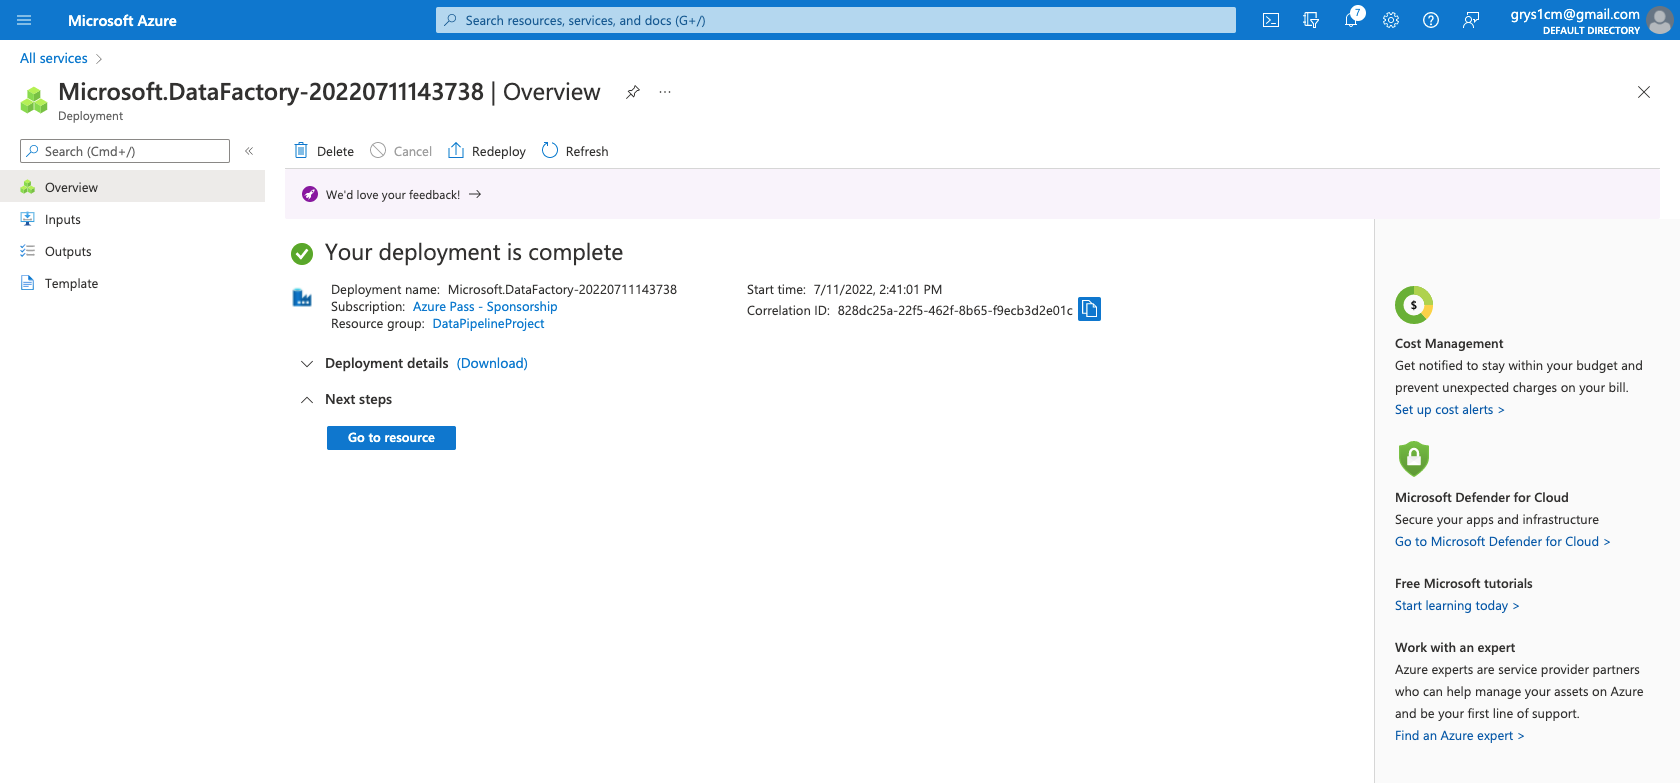 Microsoft Azure
Search resources, services, and docs (G+/)
7
grys1cm@gmail.com
DEFAULT DIRECTORY
All services
Microsoft.DataFactory-20220711143738 | Overview
Deployment
Search (Cmd+/)
Overview
Inputs
Outputs
Template
Delete
Cancel
Redeploy
Refresh
We'd love your feedback!
Your deployment is complete
Deployment name: Microsoft.DataFactory-20220711143738
Subscription: Azure Pass - Sponsorship
Resource group: DataPipelineProject
Start time: 7/11/2022, 2:41:01 PM
Correlation ID: 828dc25a-22f5-462f-8b65-f9ecb3d2e01c
Deployment details (Download)
Next steps
Go to resource
$
Cost Management
Get notified to stay within your budget and
prevent unexpected charges on your bill.
Set up cost alerts >
Microsoft Defender for Cloud
Secure your apps and infrastructure
Go to Microsoft Defender for Cloud >
Free Microsoft tutorials
Start learning today >
Work with an expert
Azure experts are service provider partners
who can help manage your assets on Azure
and be your first line of support.
Find an Azure expert >